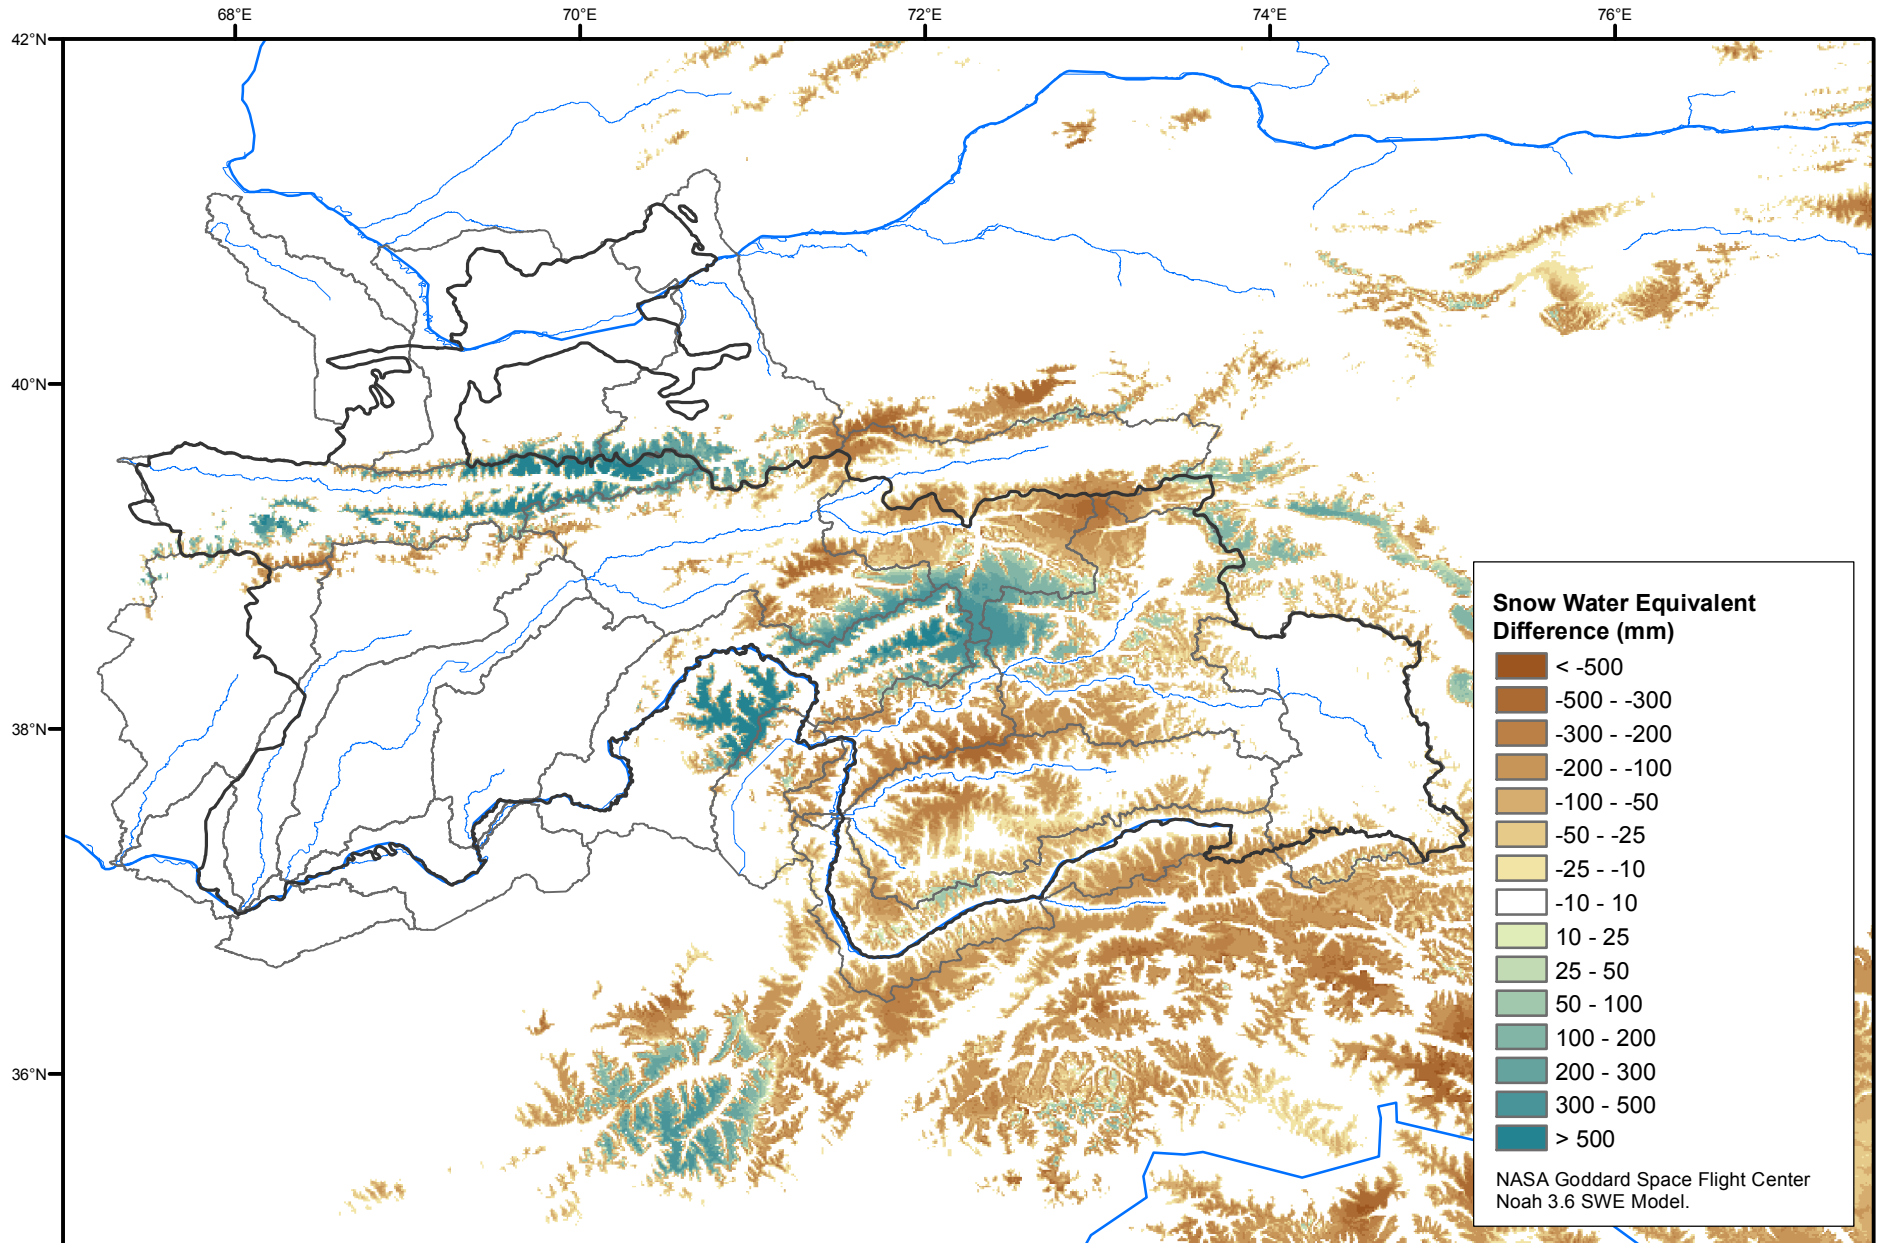 68°E
70°E
72°E
74°E
76°E
42°N
40°N
38°N
36°N
Snow Water Equivalent
Difference (mm)
< -500
-500 - -300
-300 - -200
-200 - -100
-100 - -50
-50 - -25
-25 - -10
-10 - 10
10 - 25
25 - 50
50 - 100
100 - 200
200 - 300
300 - 500
> 500
NASA Goddard Space Flight Center
Noah 3.6 SWE Model.